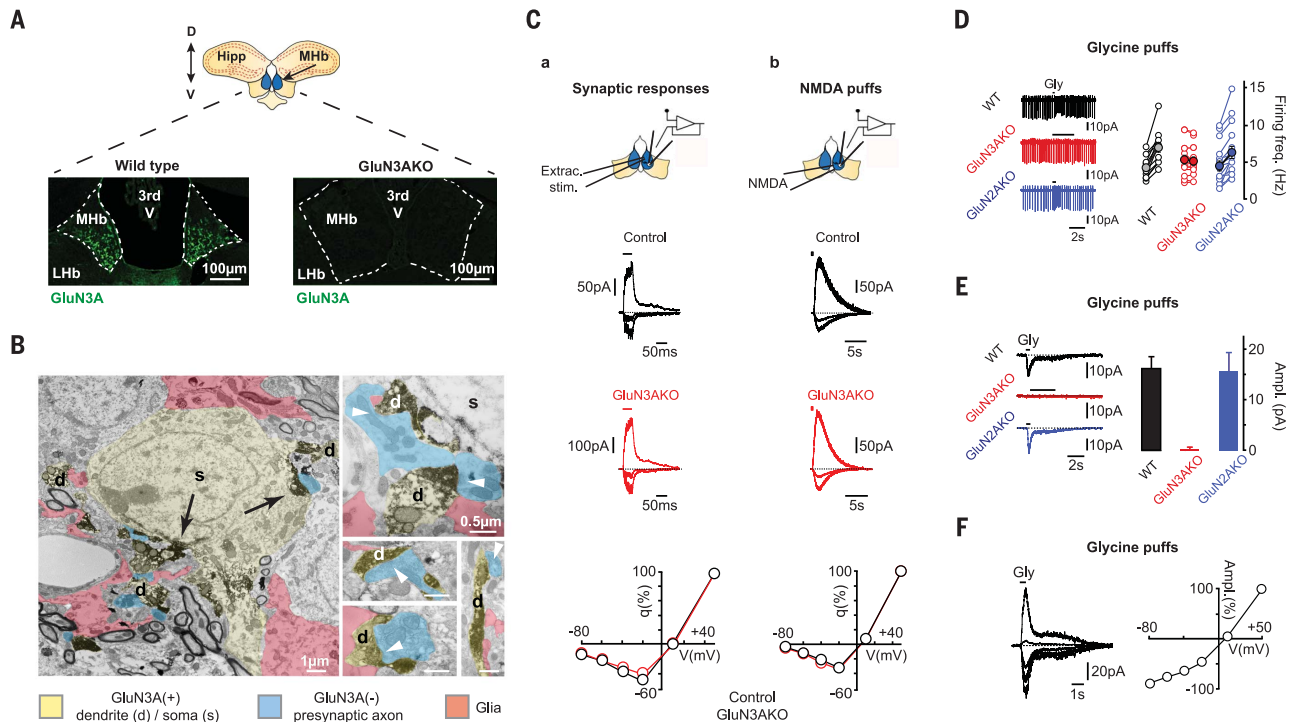 A
D
V
Hipp
MHb
Wild type
GluN3AKO
3rd
V
MHb
LHb
100µm
3rd
V
MHb
LHb
100µm
GluN3A
GluN3A
B
d
s
d
d
1µm
s
d
d
0.5µm
d
d
d
GluN3A(+)
dendrite (d) / soma (s)
GluN3A(-)
presynaptic axon
Glia
C
a
Synaptic responses
Extrac.
stim.
b
NMDA puffs
NMDA
Control
50pA
50ms
Control
50pA
5s
GluN3AKO
100pA
50ms
GluN3AKO
50pA
5s
100
q(%)
-80
+40
V(mV)
-60
100
q(%)
-80
+40
V(mV)
-60
Control
GluN3AKO
D
Glycine puffs
Gly
WT
10pA
GluN3AKO
10pA
GluN2AKO
10pA
2s
15
10
5
0
Firing freq. (Hz)
WT
GluN3AKO
GluN2AKO
E
Glycine puffs
Gly
WT
10pA
GluN3AKO
10pA
GluN2AKO
10pA
2s
20
10
0
Ampl. (pA)
WT
GluN3AKO
GluN2AKO
F
Glycine puffs
Gly
20pA
1s
100
Ampl.(%)
-80
+50
V(mV)
-100